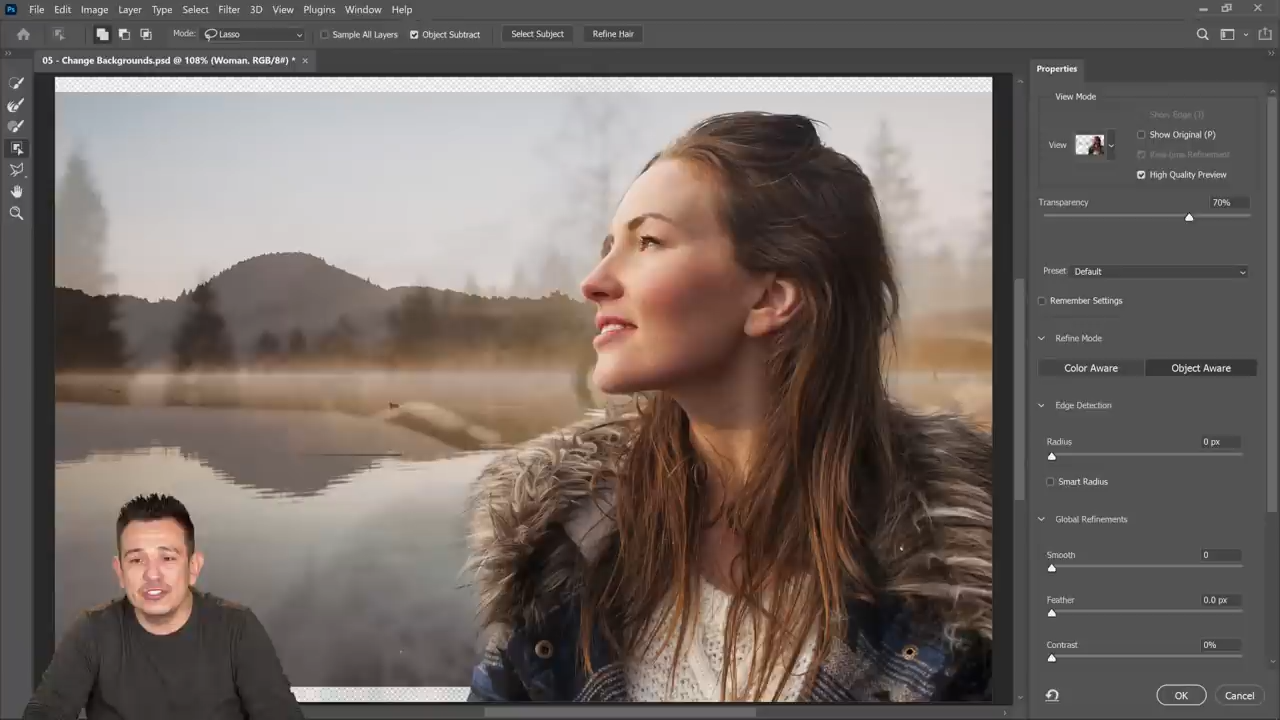 Ps File Edit Image Layer Type Select Filter 3D View Plugins Window Help
Mode: Lasso Sample All Layers Object Subtract Select Subject Refine Hair
05 - Change Backgrounds.psd @ 108% (Woman, RGB/8#) *
Properties
View Mode
Show Edge (J)
View Show Original (P)
Real-time Refinement
High Quality Preview
Transparency 70%
Preset Default
Remember Settings
Refine Mode
Color Aware Object Aware
Edge Detection
Radius 0 px
Smart Radius
Global Refinements
Smooth 0
Feather 0.0 px
Contrast 0%
OK Cancel